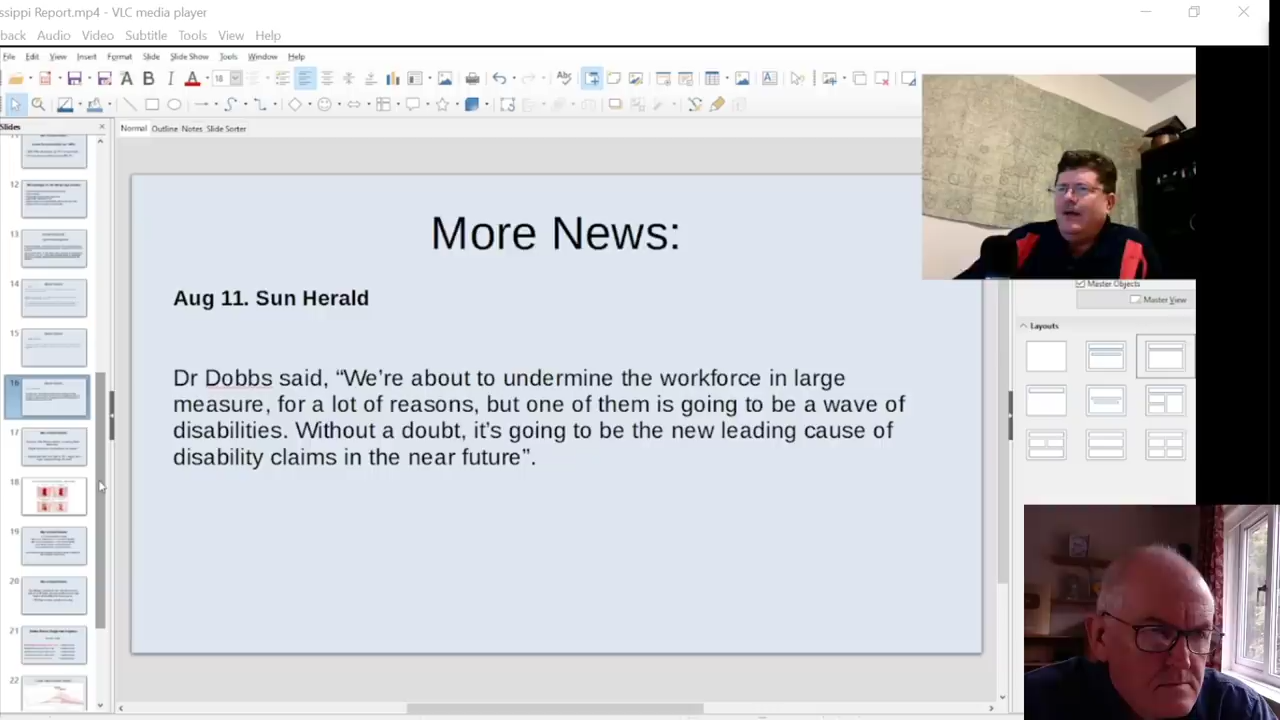 ssippi Report.mp4 - VLC media player
back Audio Video Subtitle Tools View Help
File Edit View Insert Format Slide Slide Show Tools Window Help
18
Slides
Normal Outline Notes Slide Sorter
12
13
14
15
16
17
18
19
20
21
22
More News:
Aug 11. Sun Herald
Dr Dobbs said, “We’re about to undermine the workforce in large
measure, for a lot of reasons, but one of them is going to be a wave of
disabilities. Without a doubt, it’s going to be the new leading cause of
disability claims in the near future”.
Master Objects
Master View
Layouts